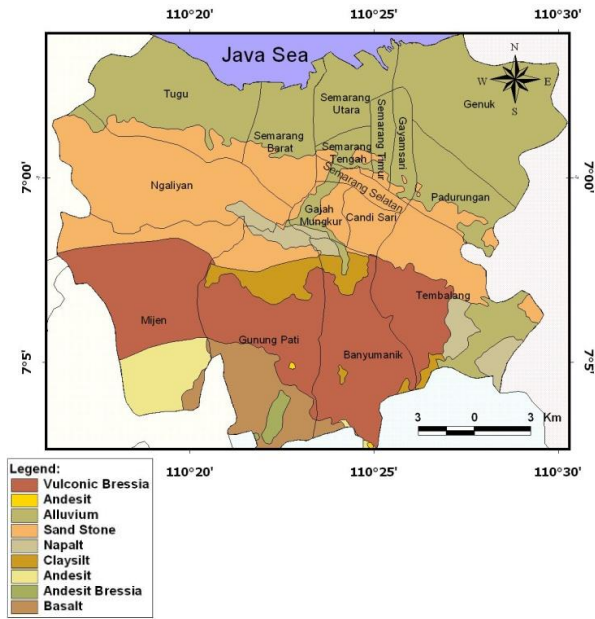 110°20'
110°25'
110°30'
Java Sea
N
W
E
S
Tugu
Semarang
Utara
Genuk
Semarang
Barat
Semarang
Tengah
Semarang Timur
Gayamsari
7°00'
7°00'
Ngaliyan
Semarang Selatan
Padurungan
Gajah
Mungkur
Candi Sari
Tembalang
Mijen
Gunung Pati
Banyumanik
7°5'
7°5'
3 0 3 Km
110°20'
110°25'
110°30'
Legend:
Vulconic Bressia
Andesit
Alluvium
Sand Stone
Napalt
Claysilt
Andesit
Andesit Bressia
Basalt